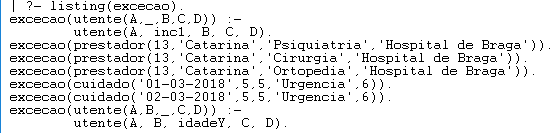 | ?- listing(excecao).
excecao(utente(A,_,B,C,D)) :-
        utente(A, inc1, B, C, D).
excecao(prestador(13,'Catarina','Psiquiatria','Hospital de Braga')).
excecao(prestador(13,'Catarina','Cirurgia','Hospital de Braga')).
excecao(prestador(13,'Catarina','Ortopedia','Hospital de Braga')).
excecao(cuidado('01-03-2018',5,5,'Urgencia',6)).
excecao(cuidado('02-03-2018',5,5,'Urgencia',6)).
excecao(utente(A,B,_,C,D)) :-
        utente(A, B, idadeY, C, D).